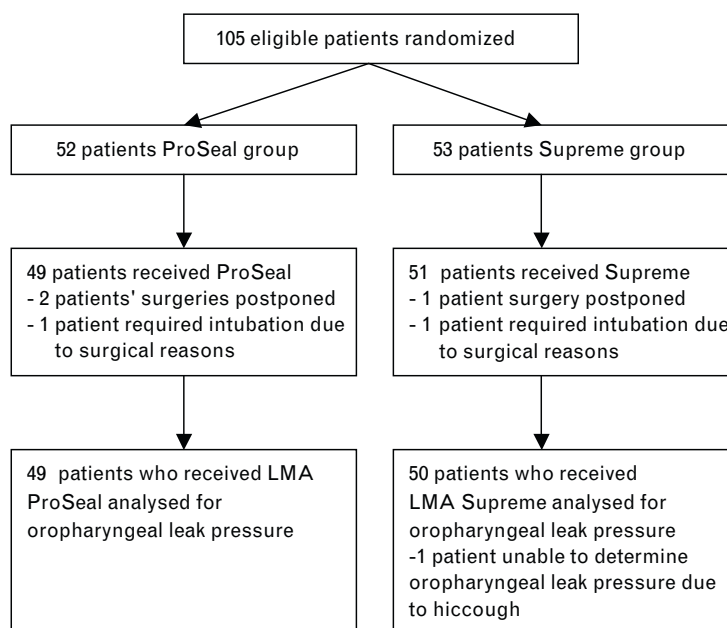 105 eligible patients randomized
52 patients ProSeal group
53 patients Supreme group
49 patients received ProSeal
- 2 patients' surgeries postponed
- 1 patient required intubation due
to surgical reasons
51 patients received Supreme
- 1 patient surgery postponed
- 1 patient required intubation due
to surgical reasons
49 patients who received LMA
ProSeal analysed for
oropharyngeal leak pressure
50 patients who received
LMA Supreme analysed for
oropharyngeal leak pressure
-1 patient unable to determine
oropharyngeal leak pressure due
to hiccough